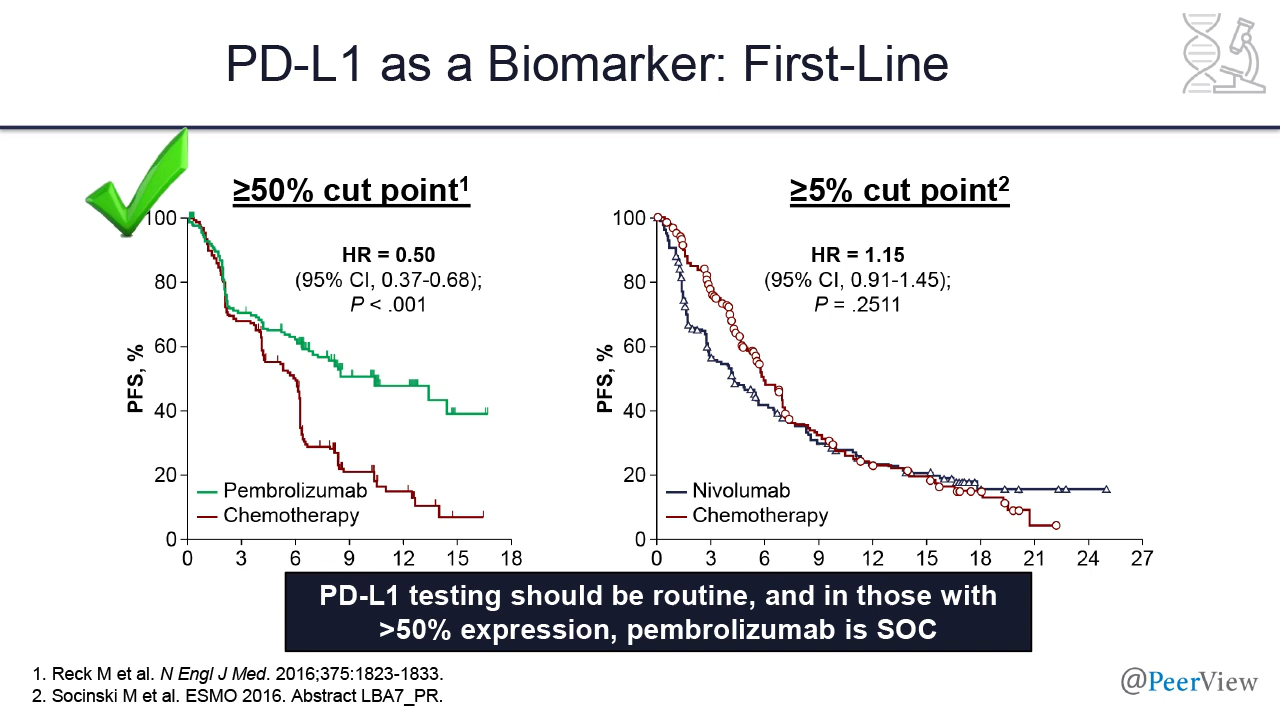 PD-L1 as a Biomarker: First-Line
≥50% cut point1
HR = 0.50
(95% CI, 0.37-0.68);
P < .001
PFS, %
100
80
60
40
20
0
Pembrolizumab
Chemotherapy
0 3 6 9 12 15 18
≥5% cut point2
HR = 1.15
(95% CI, 0.91-1.45);
P = .2511
PFS, %
100
80
60
40
20
0
Nivolumab
Chemotherapy
0 3 6 9 12 15 18 21 24 27
PD-L1 testing should be routine, and in those with
>50% expression, pembrolizumab is SOC
1. Reck M et al. N Engl J Med. 2016;375:1823-1833.
2. Socinski M et al. ESMO 2016. Abstract LBA7_PR.
@PeerView